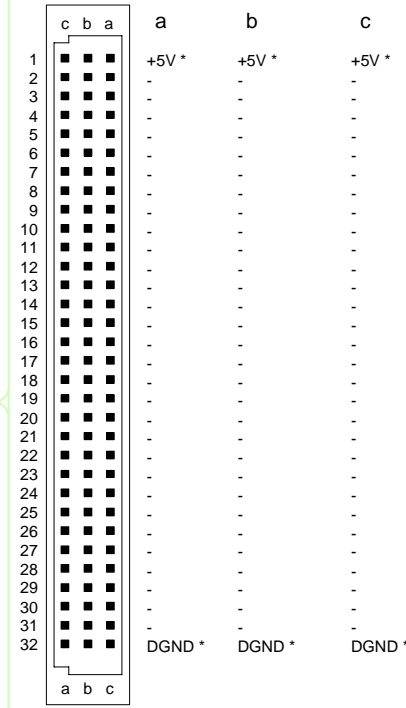 c b a a b c
1 +5V * +5V * +5V *
2 - - -
3 - - -
4 - - -
5 - - -
6 - - -
7 - - -
8 - - -
9 - - -
10 - - -
11 - - -
12 - - -
13 - - -
14 - - -
15 - - -
16 - - -
17 - - -
18 - - -
19 - - -
20 - - -
21 - - -
22 - - -
23 - - -
24 - - -
25 - - -
26 - - -
27 - - -
28 - - -
29 - - -
30 - - -
31 - - -
32 DGND * DGND * DGND *
a b c